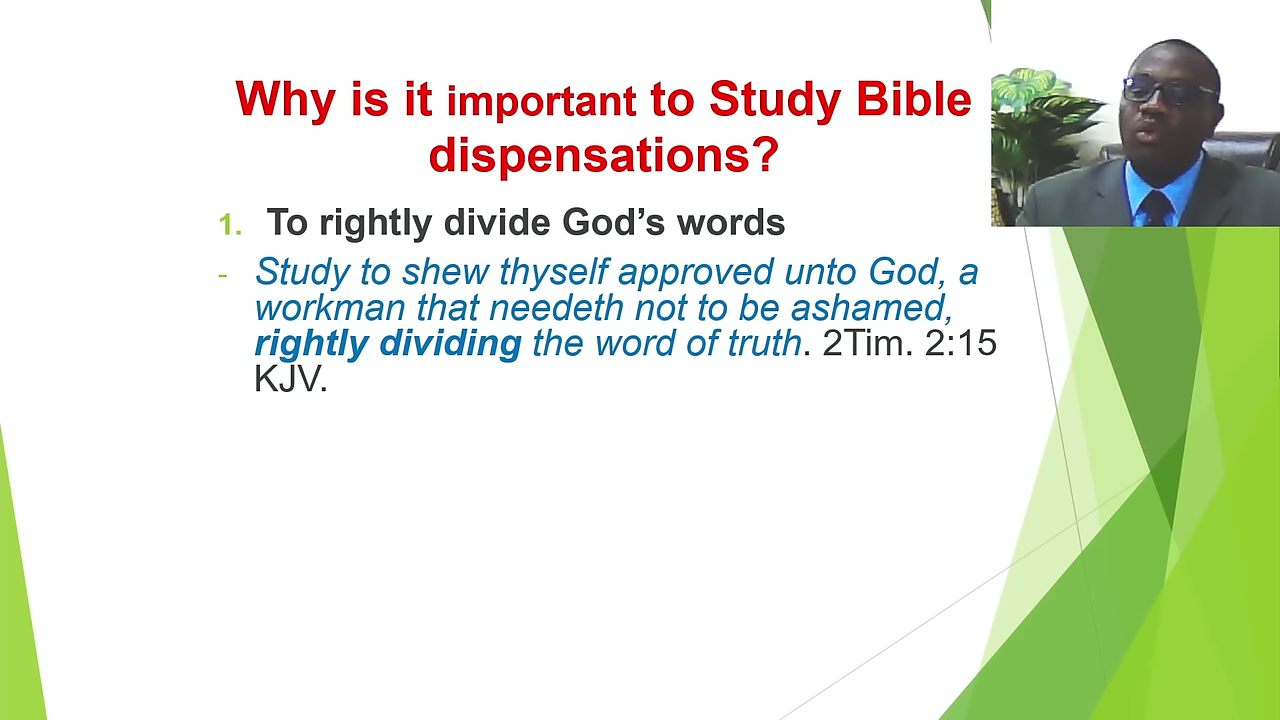 Why is it important to Study Bible
dispensations?
1. To rightly divide God’s words
- Study to shew thyself approved unto God, a
workman that needeth not to be ashamed,
rightly dividing the word of truth. 2Tim. 2:15
KJV.